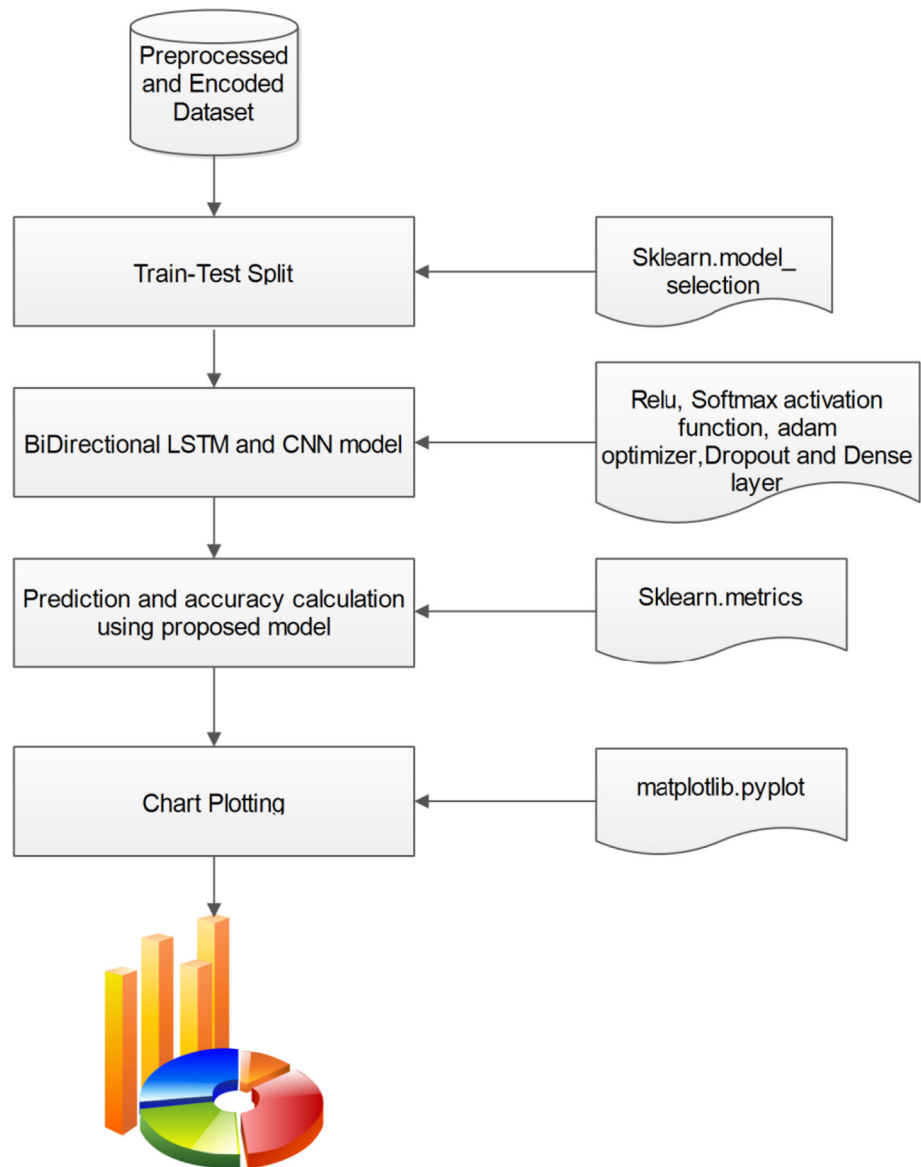 Preprocessed
and Encoded
Dataset
Train-Test Split
Sklearn.model_
selection
BiDirectional LSTM and CNN model
Relu, Softmax activation
function, adam
optimizer,Dropout and Dense
layer
Prediction and accuracy calculation
using proposed model
Sklearn.metrics
Chart Plotting
matplotlib.pyplot